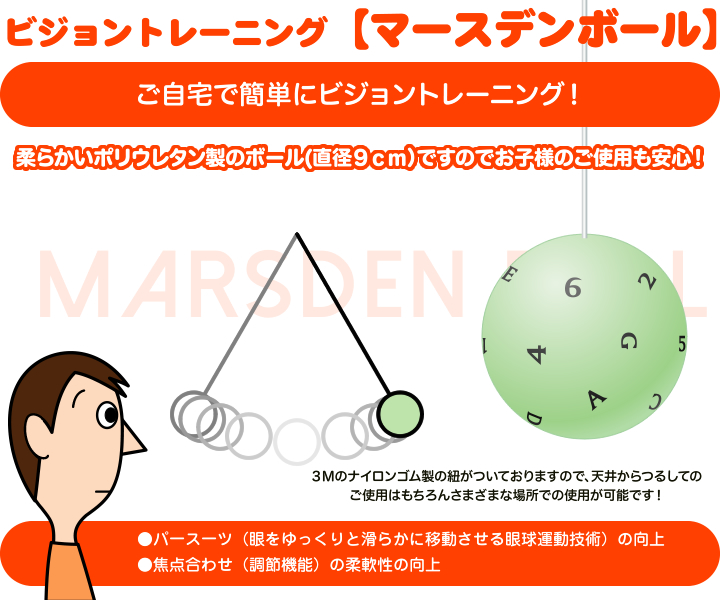 ビジョントレーニング【マースデンボール】
ご自宅で簡単にビジョントレーニング！
柔らかいポリウレタン製のボール(直径９ｃｍ)ですのでお子様のご使用も安心！
MARSDEN BALL
E 6 2
1 4 G 5
D A C
３Mのナイロンゴム製の紐がついておりますので、天井からつるしての
ご使用はもちろんさまざまな場所での使用が可能です！
●パースーツ（眼をゆっくりと滑らかに移動させる眼球運動技術）の向上
●焦点合わせ（調節機能）の柔軟性の向上